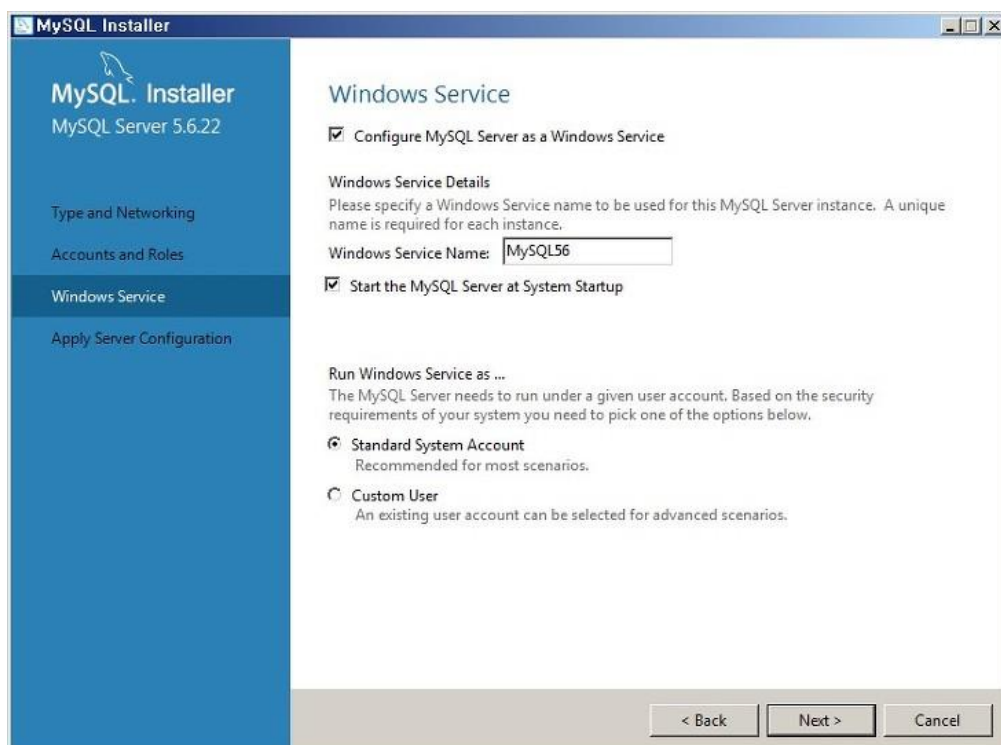 MySQL Installer
MySQL. Installer
MySQL Server 5.6.22
Type and Networking
Accounts and Roles
Windows Service
Apply Server Configuration
Windows Service
Configure MySQL Server as a Windows Service
Windows Service Details
Please specify a Windows Service name to be used for this MySQL Server instance. A unique
name is required for each instance.
Windows Service Name: MySQL56
Start the MySQL Server at System Startup
Run Windows Service as ...
The MySQL Server needs to run under a given user account. Based on the security
requirements of your system you need to pick one of the options below.
Standard System Account
Recommended for most scenarios.
Custom User
An existing user account can be selected for advanced scenarios.
< Back Next > Cancel